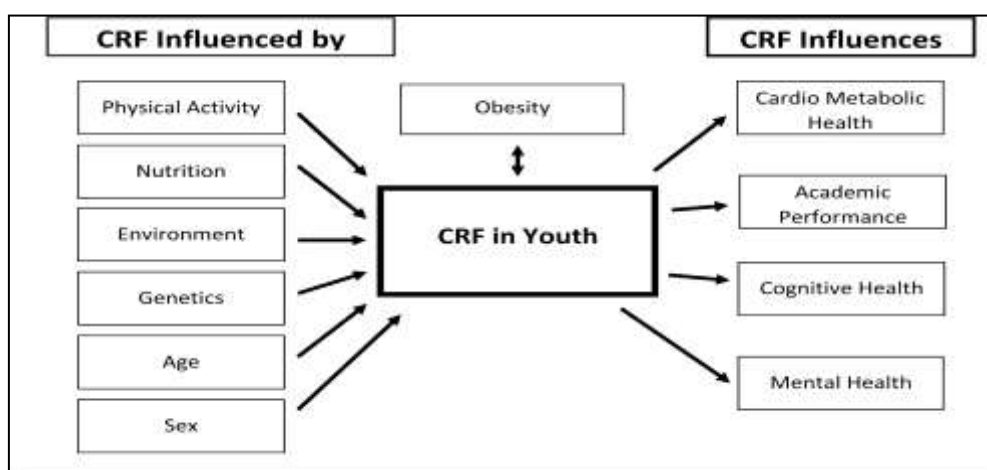 CRF Influenced by
CRF Influences
Physical Activity
Nutrition
Environment
Genetics
Age
Sex
Obesity
CRF in Youth
Cardio Metabolic
Health
Academic
Performance
Cognitive Health
Mental Health